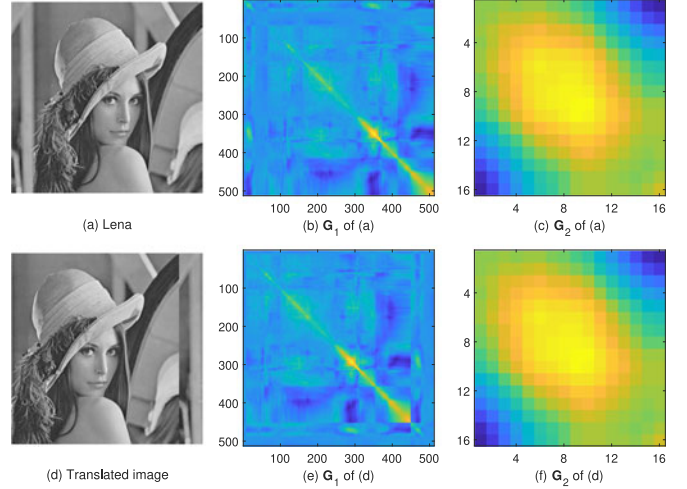 100
200
300
400
500
100 200 300 400 500
4
8
12
16
4 8 12 16
(a) Lena
(b) G1 of (a)
(c) G2 of (a)
100
200
300
400
500
100 200 300 400 500
4
8
12
16
4 8 12 16
(d) Translated image
(e) G1 of (d)
(f) G2 of (d)